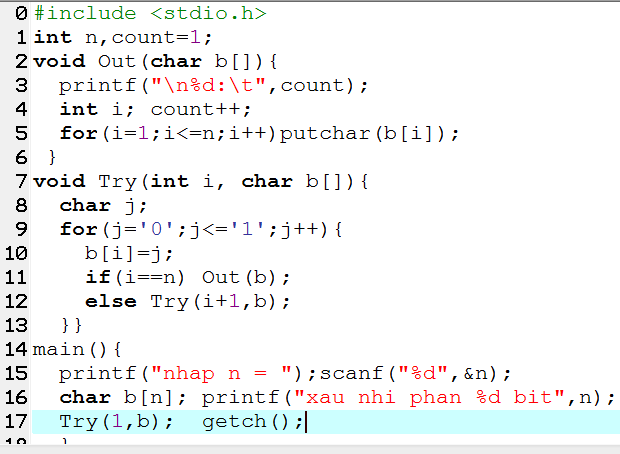 0 #include <stdio.h>
1 int n,count=1;
2 void Out(char b[]){
3   printf("\n%d:\t",count);
4   int i; count++;
5   for(i=1;i<=n;i++)putchar(b[i]);
6  }
7 void Try(int i, char b[]){
8   char j;
9   for(j='0';j<='1';j++){
10     b[i]=j;
11     if(i==n) Out(b);
12     else Try(i+1,b);
13   }}
14 main(){
15   printf("nhap n = ");scanf("%d",&n);
16   char b[n]; printf("xau nhi phan %d bit",n);
17   Try(1,b);  getch();